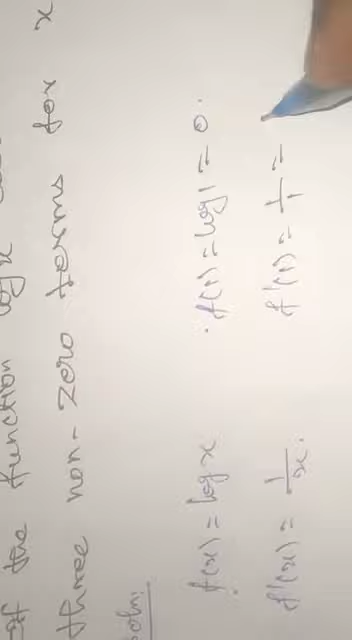 of the function log x
three non-zero terms for x
Soln:
f(x) = log x f(1) = log 1 = 0.
f'(x) = 1/x. f'(1) = 1/1 =